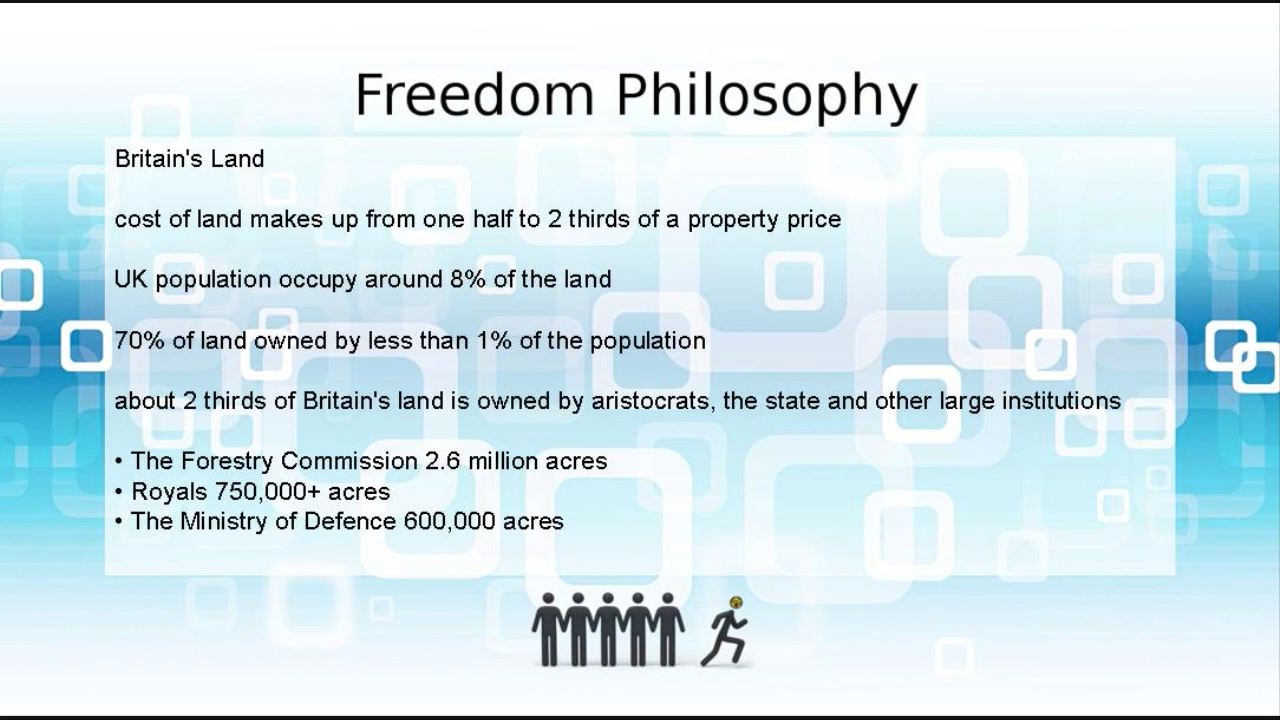 Freedom Philosophy
Britain's Land
cost of land makes up from one half to 2 thirds of a property price
UK population occupy around 8% of the land
70% of land owned by less than 1% of the population
about 2 thirds of Britain's land is owned by aristocrats, the state and other large institutions
• The Forestry Commission 2.6 million acres
• Royals 750,000+ acres
• The Ministry of Defence 600,000 acres